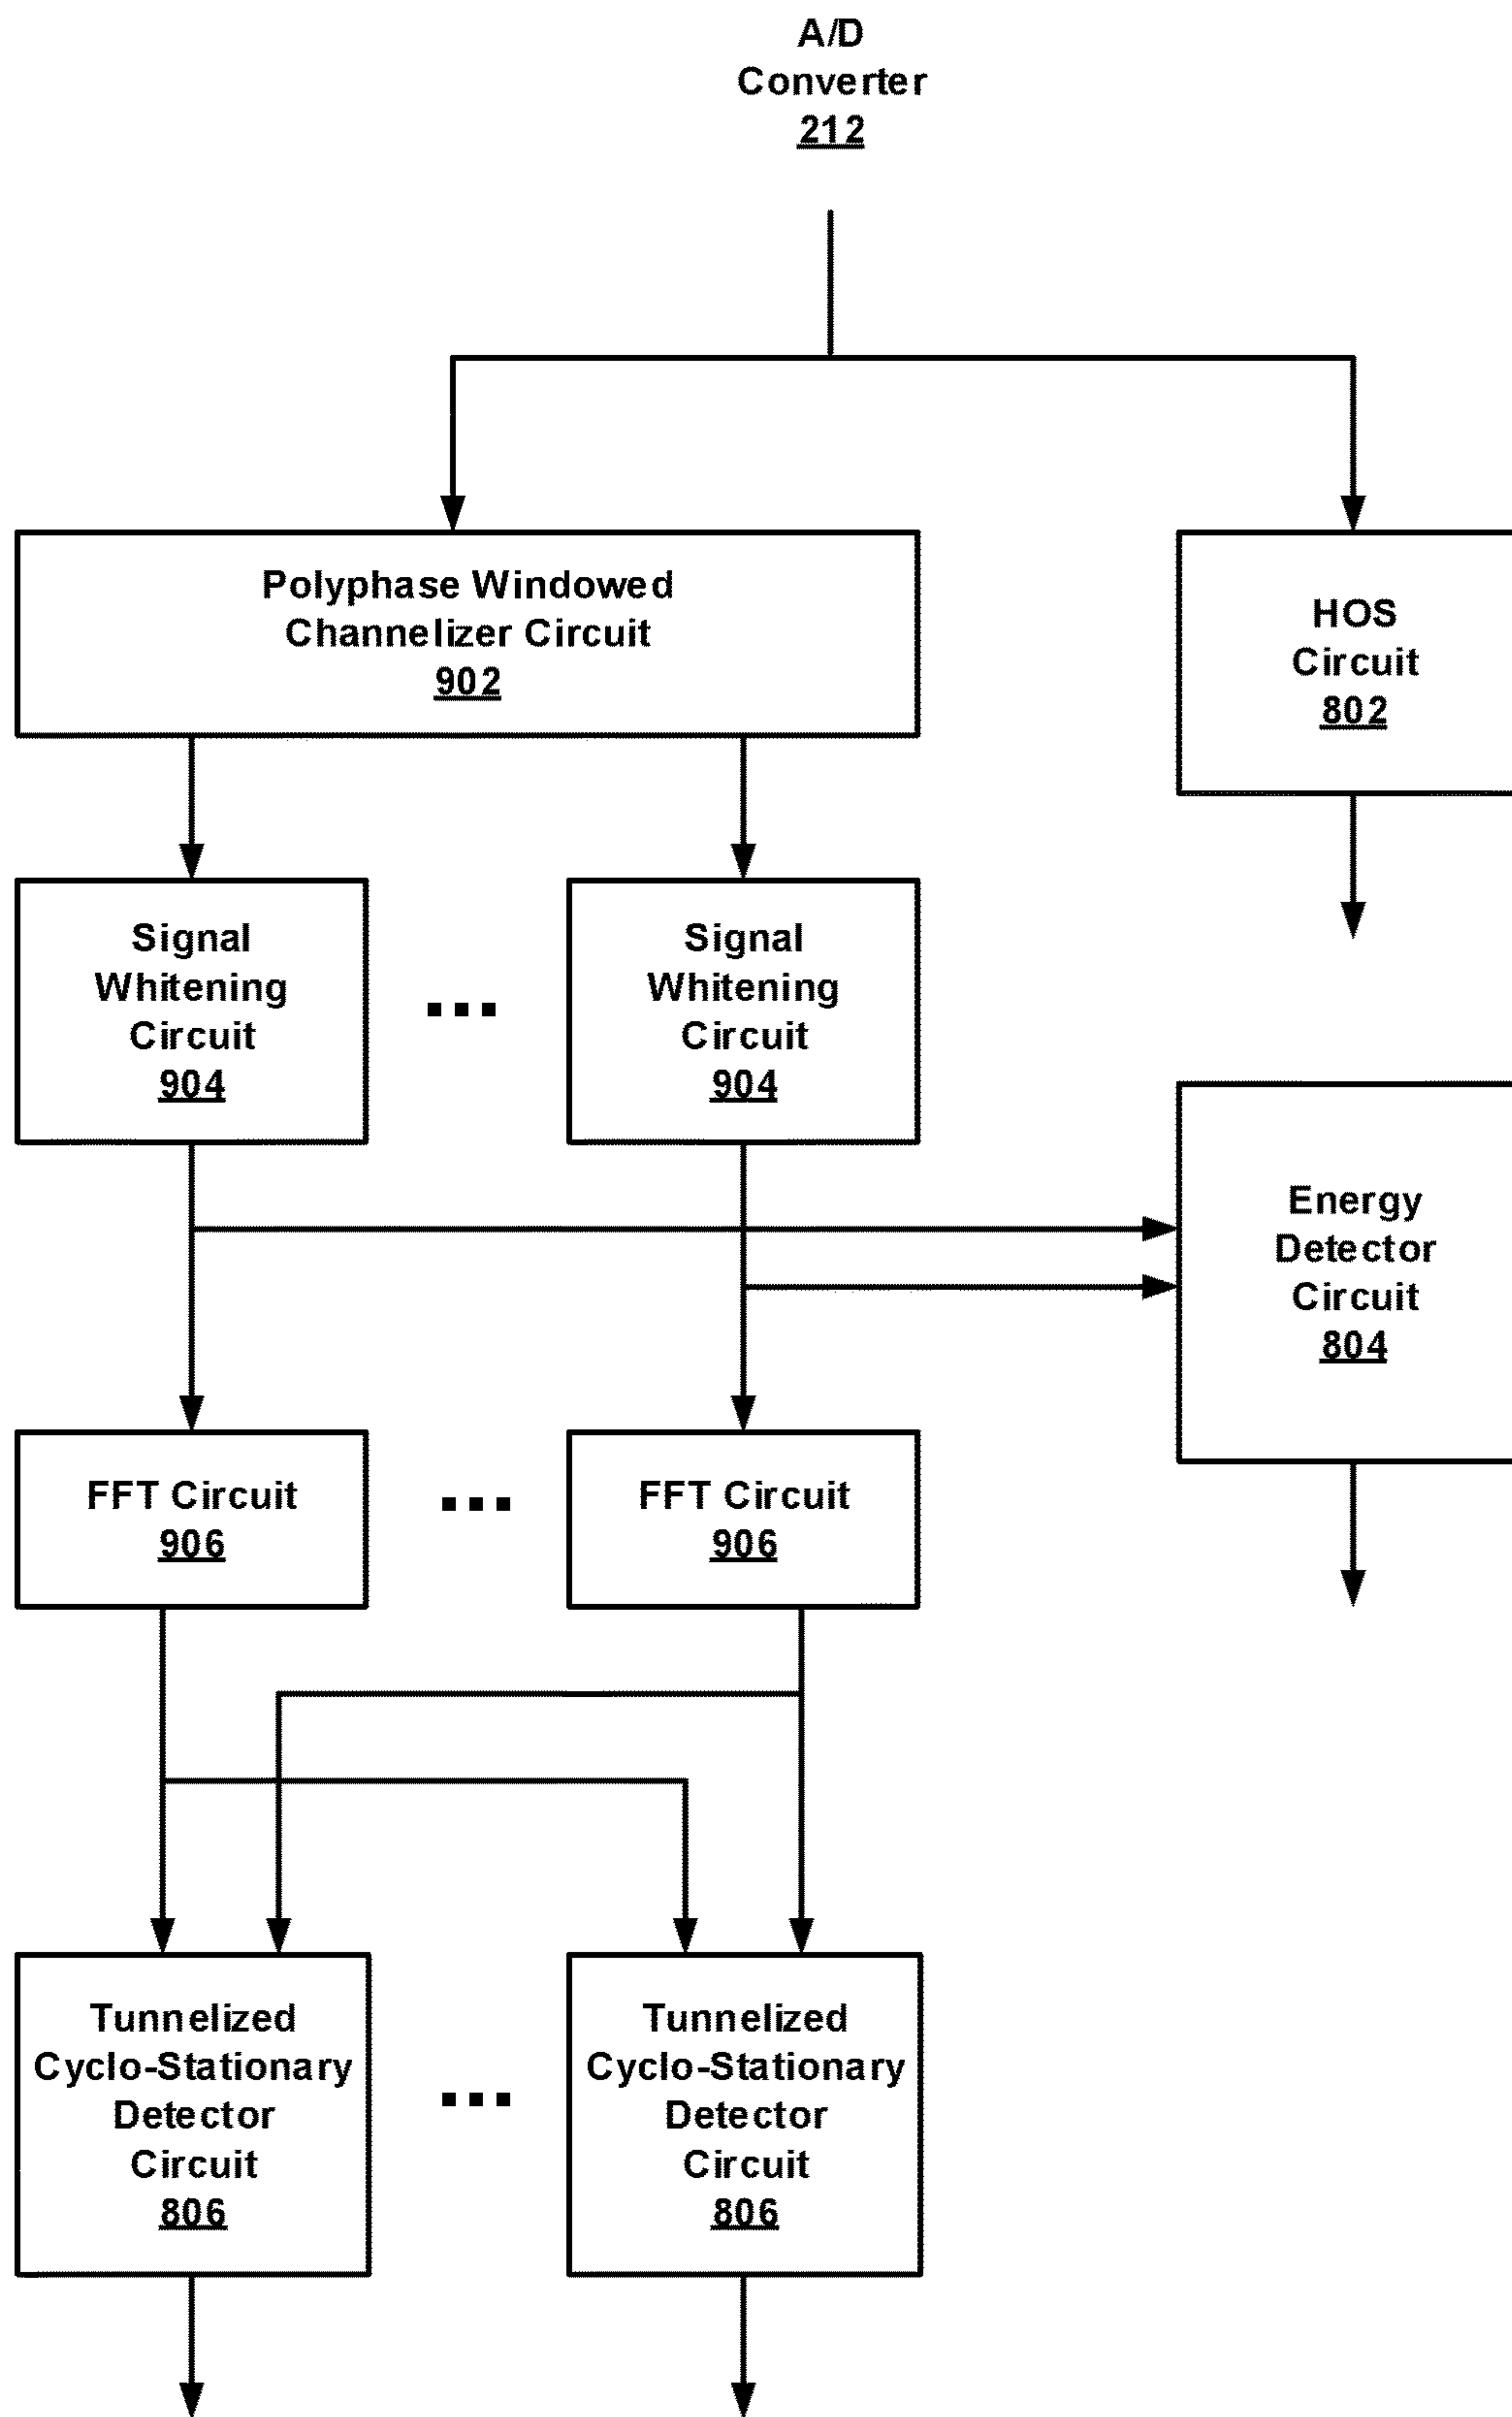 A/D
Converter
212
Polyphase Windowed
Channelizer Circuit
902
HOS
Circuit
802
Signal
Whitening
Circuit
904
Signal
Whitening
Circuit
904
Energy
Detector
Circuit
804
FFT Circuit
906
FFT Circuit
906
Tunnelized
Cyclo-Stationary
Detector
Circuit
806
Tunnelized
Cyclo-Stationary
Detector
Circuit
806